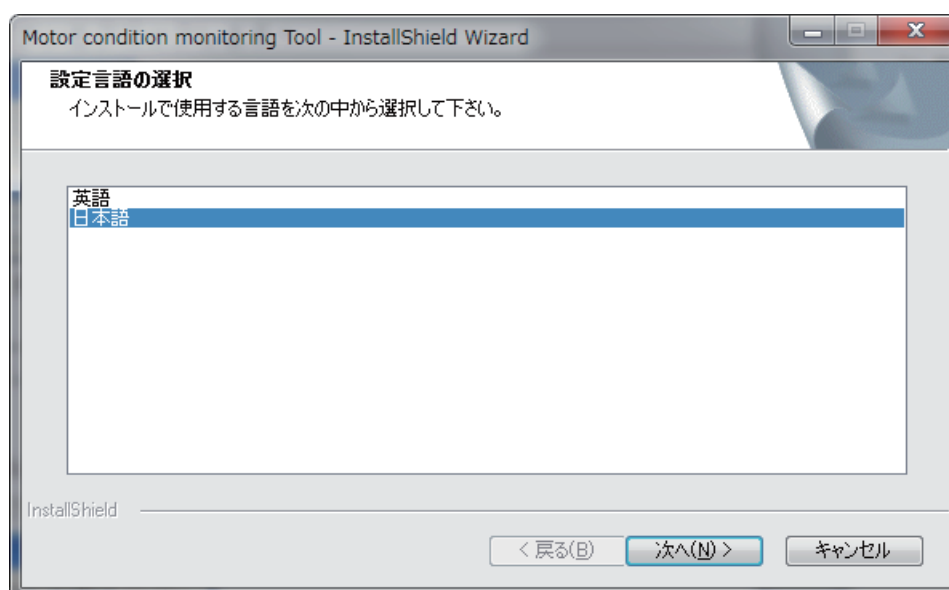 Motor condition monitoring Tool - InstallShield Wizard
設定言語の選択
インストールで使用する言語を次の中から選択して下さい。
英語
日本語
InstallShield
< 戻る(B)
次へ(N) >
キャンセル